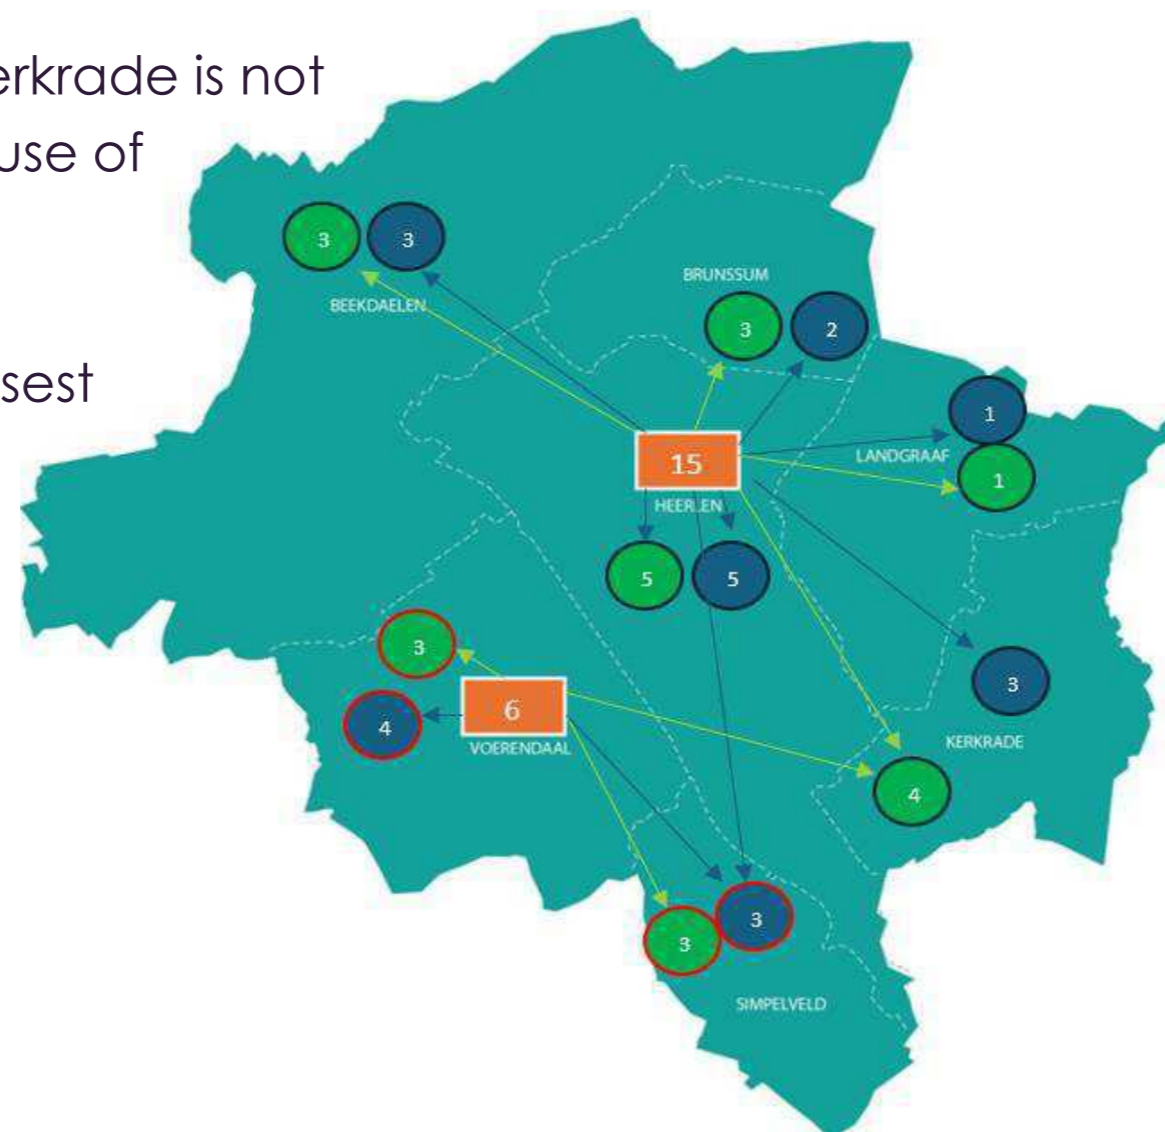 erkrade is not
use of
sest
3 3
BEEKDAELEN
BRUNSSUM
3 2
1
LANDGRAAF
1
15
HEERLEN
5 5
3
4
6
VOERENDAAL
3
KERKRADE
4
3 3
SIMPELVELD